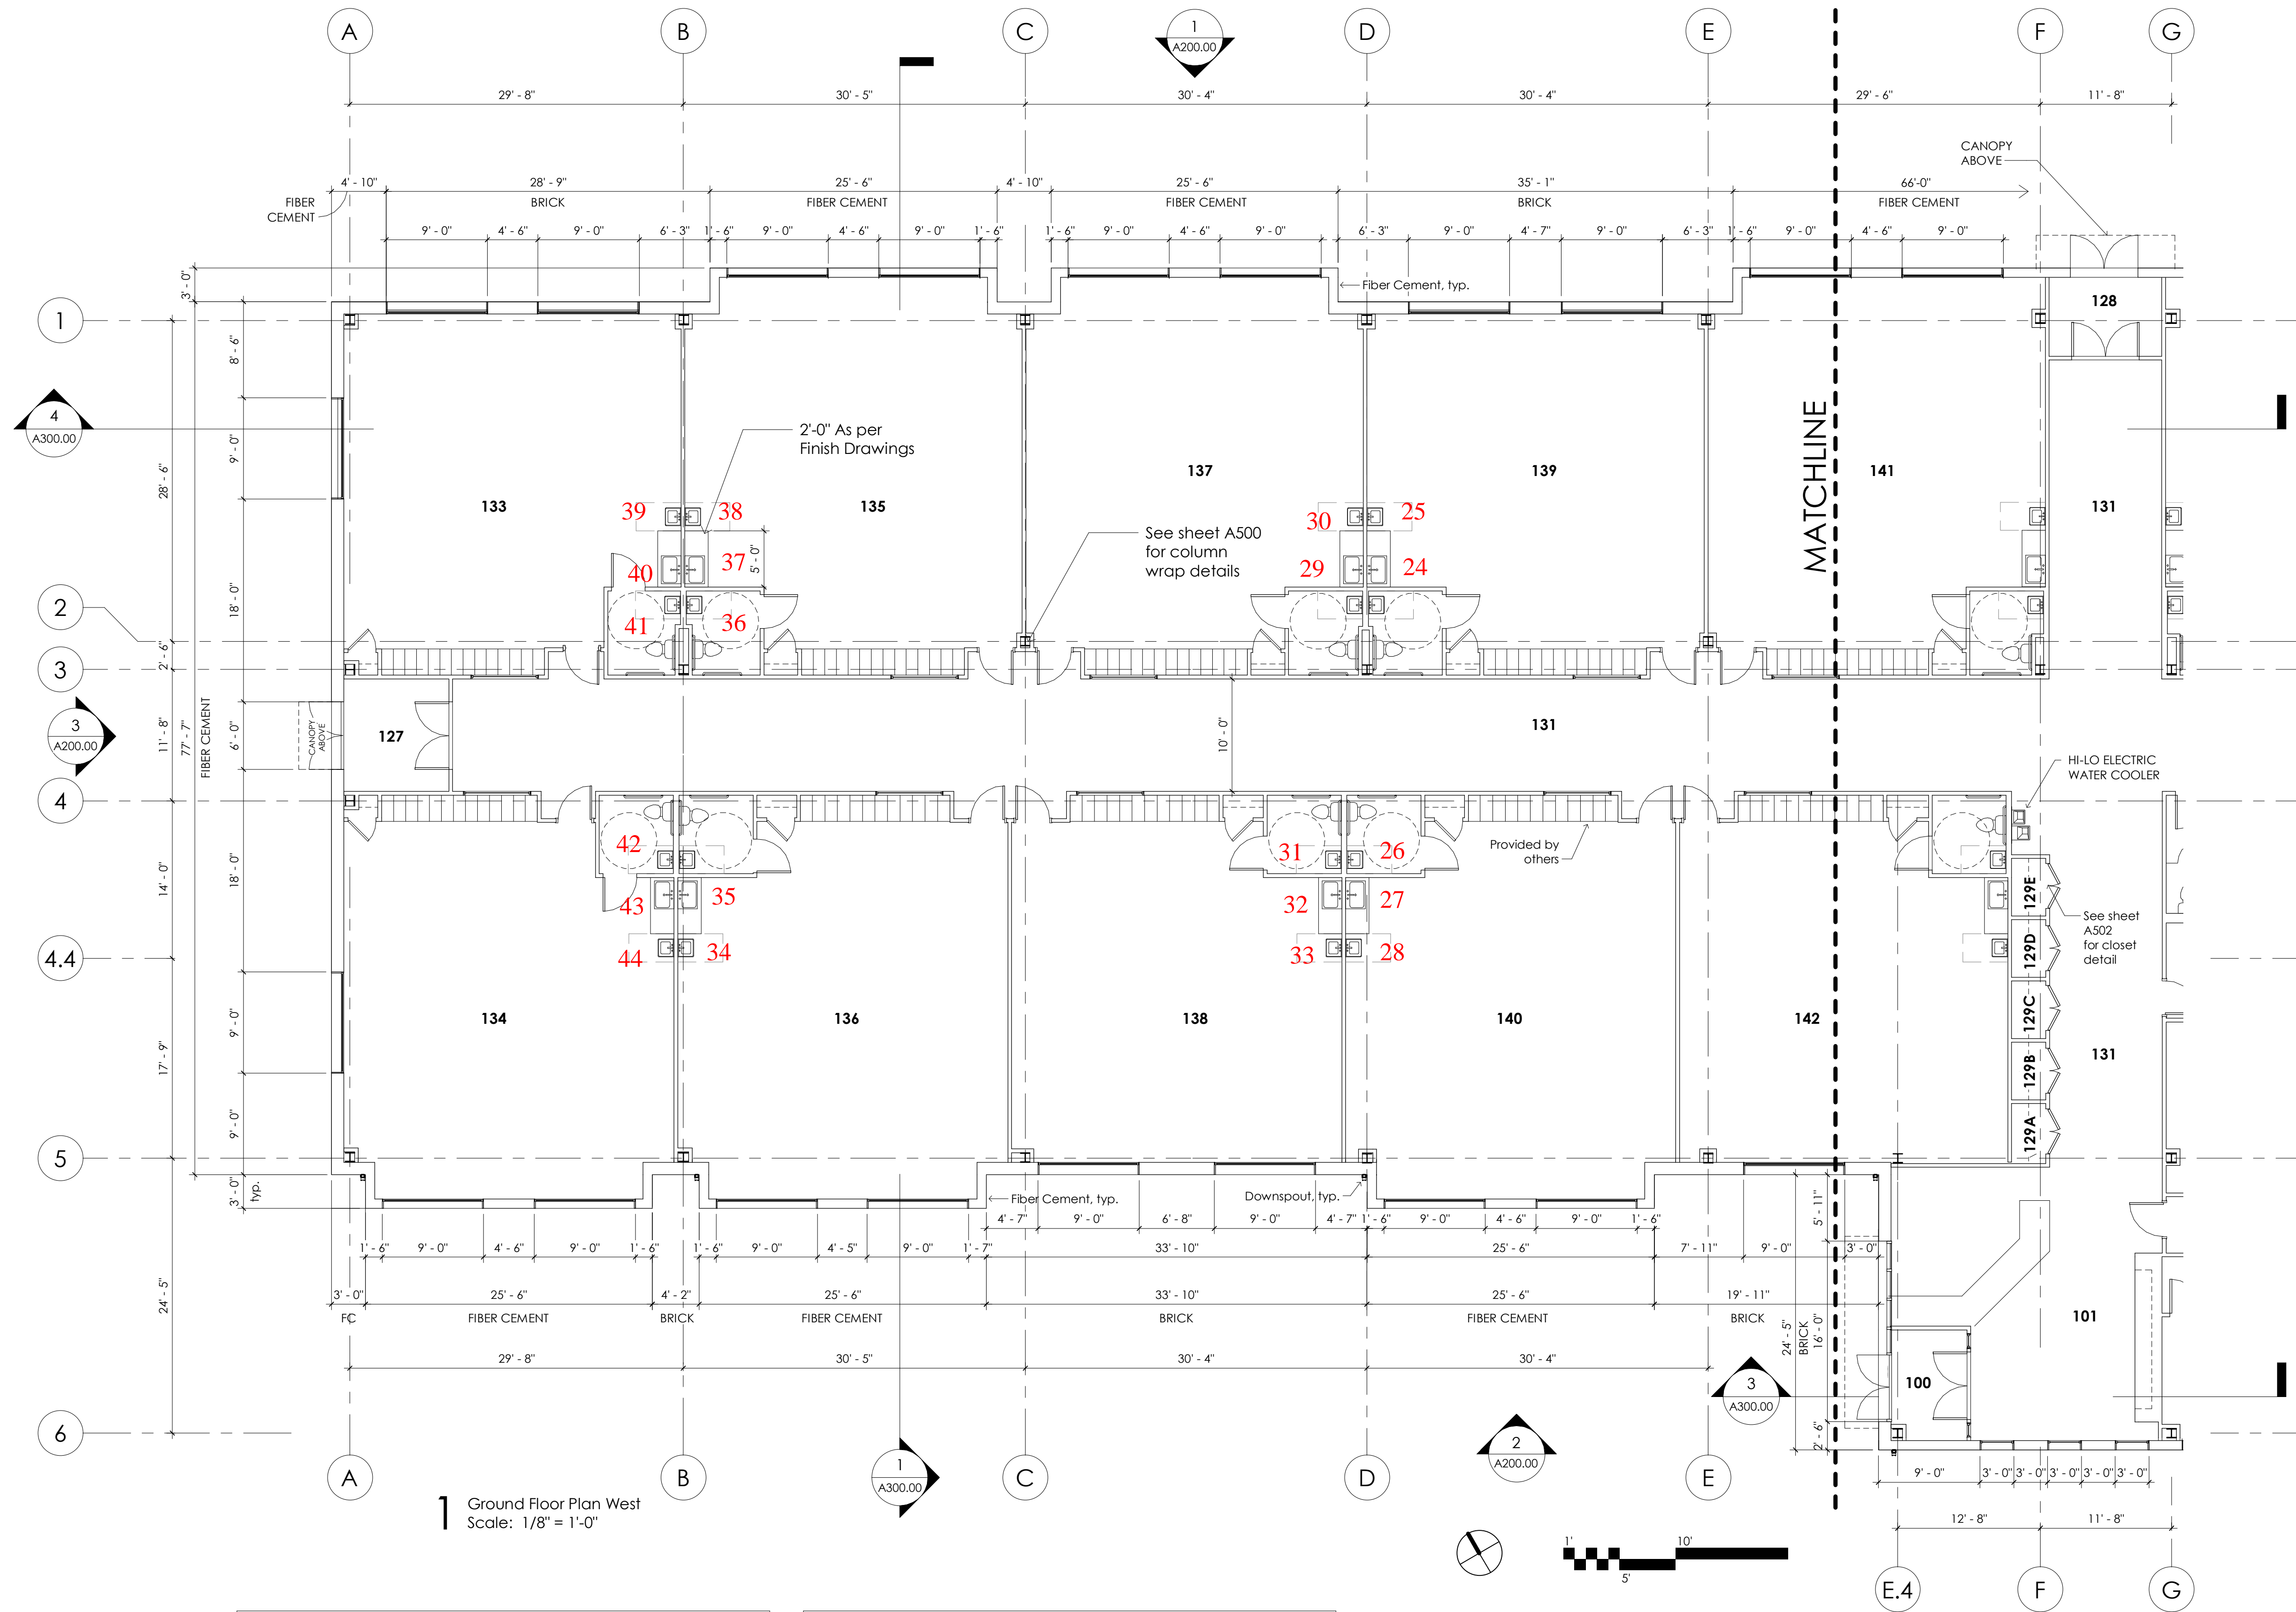 A B C D E F G
1
A200.00
29' - 8" 30' - 5" 30' - 4" 30' - 4" 29' - 6" 11' - 8"
CANOPY
ABOVE
4' - 10" 28' - 9" 25' - 6" 4' - 10" 25' - 6" 35' - 1" 66'-0"
FIBER
CEMENT
BRICK FIBER CEMENT FIBER CEMENT BRICK FIBER CEMENT
9' - 0" 4' - 6" 9' - 0" 6' - 3" 1' - 6" 9' - 0" 4' - 6" 9' - 0" 1' - 6" 1' - 6" 9' - 0" 4' - 6" 9' - 0" 6' - 3" 9' - 0" 4' - 7" 9' - 0" 6' - 3" 1' - 6" 9' - 0" 4' - 6" 9' - 0"
3' - 0"
Fiber Cement, typ.
128
1
8' - 6"
4
A300.00
9' - 0"
28' - 6"
2'-0" As per
Finish Drawings
MATCHLINE
133 135 137 139 141 131
39 38 30 25
See sheet A500
for column
wrap details
40 37 5' - 0" 29 24
18' - 0"
2
41 36
2' - 6"
3
3
A200.00
11' - 8"
77' - 7"
FIBER CEMENT
6' - 0"
CANOPY
ABOVE
127
10' - 0"
131
HI-LO ELECTRIC
WATER COOLER
4
42 31 26
Provided by
others
14' - 0"
18' - 0"
43 35 32 27
44 34 33 28
4.4
129E
129D
129C
129B
129A
See sheet
A502
for closet
detail
134 136 138 140 142 131
9' - 0"
17' - 9"
9' - 0"
5
3' - 0"
typ.
Fiber Cement, typ.
Downspout, typ.
4' - 7" 9' - 0" 6' - 8" 9' - 0" 4' - 7" 1' - 6" 9' - 0" 4' - 6" 9' - 0" 1' - 6"
5' - 11"
1' - 6" 9' - 0" 4' - 6" 9' - 0" 1' - 6" 1' - 6" 9' - 0" 4' - 5" 9' - 0" 1' - 7" 33' - 10" 25' - 6" 7' - 11" 9' - 0" 3' - 0"
24' - 5"
3' - 0" 25' - 6" 4' - 2" 25' - 6" 33' - 10" 25' - 6" 19' - 11"
FC FIBER CEMENT BRICK FIBER CEMENT BRICK FIBER CEMENT BRICK
24' - 5"
BRICK
16' - 0"
101
29' - 8" 30' - 5" 30' - 4" 30' - 4"
3
A300.00
100
2' - 6"
6
2
A200.00
1
A300.00
A B C D E
9' - 0" 3' - 0" 3' - 0" 3' - 0" 3' - 0" 3' - 0"
1 Ground Floor Plan West
Scale: 1/8" = 1'-0"
12' - 8" 11' - 8"
1' 10'
5'
E.4 F G